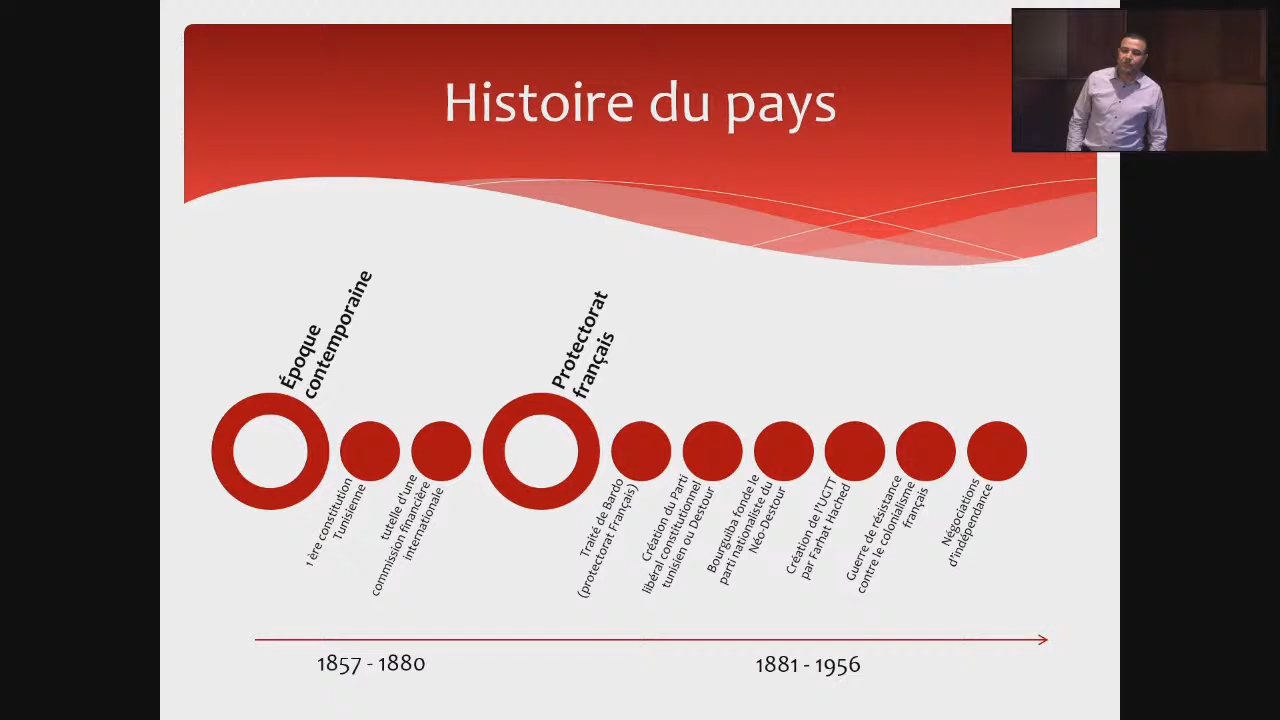 Histoire du pays
Époque
contemporaine
Protectorat
français
1 ère constitution
Tunisienne
tutelle d'une
commission financière
internationale
Traité de Bardo
(protectorat Français)
Création du Parti
libéral constitutionnel
tunisien ou Destour
Bourguiba fonde le
parti nationaliste du
Néo-Destour
Création de l'UGTT
par Farhat Hached
Guerre de résistance
contre le colonialisme
français
Négociations
d'indépendance
1857 - 1880
1881 - 1956